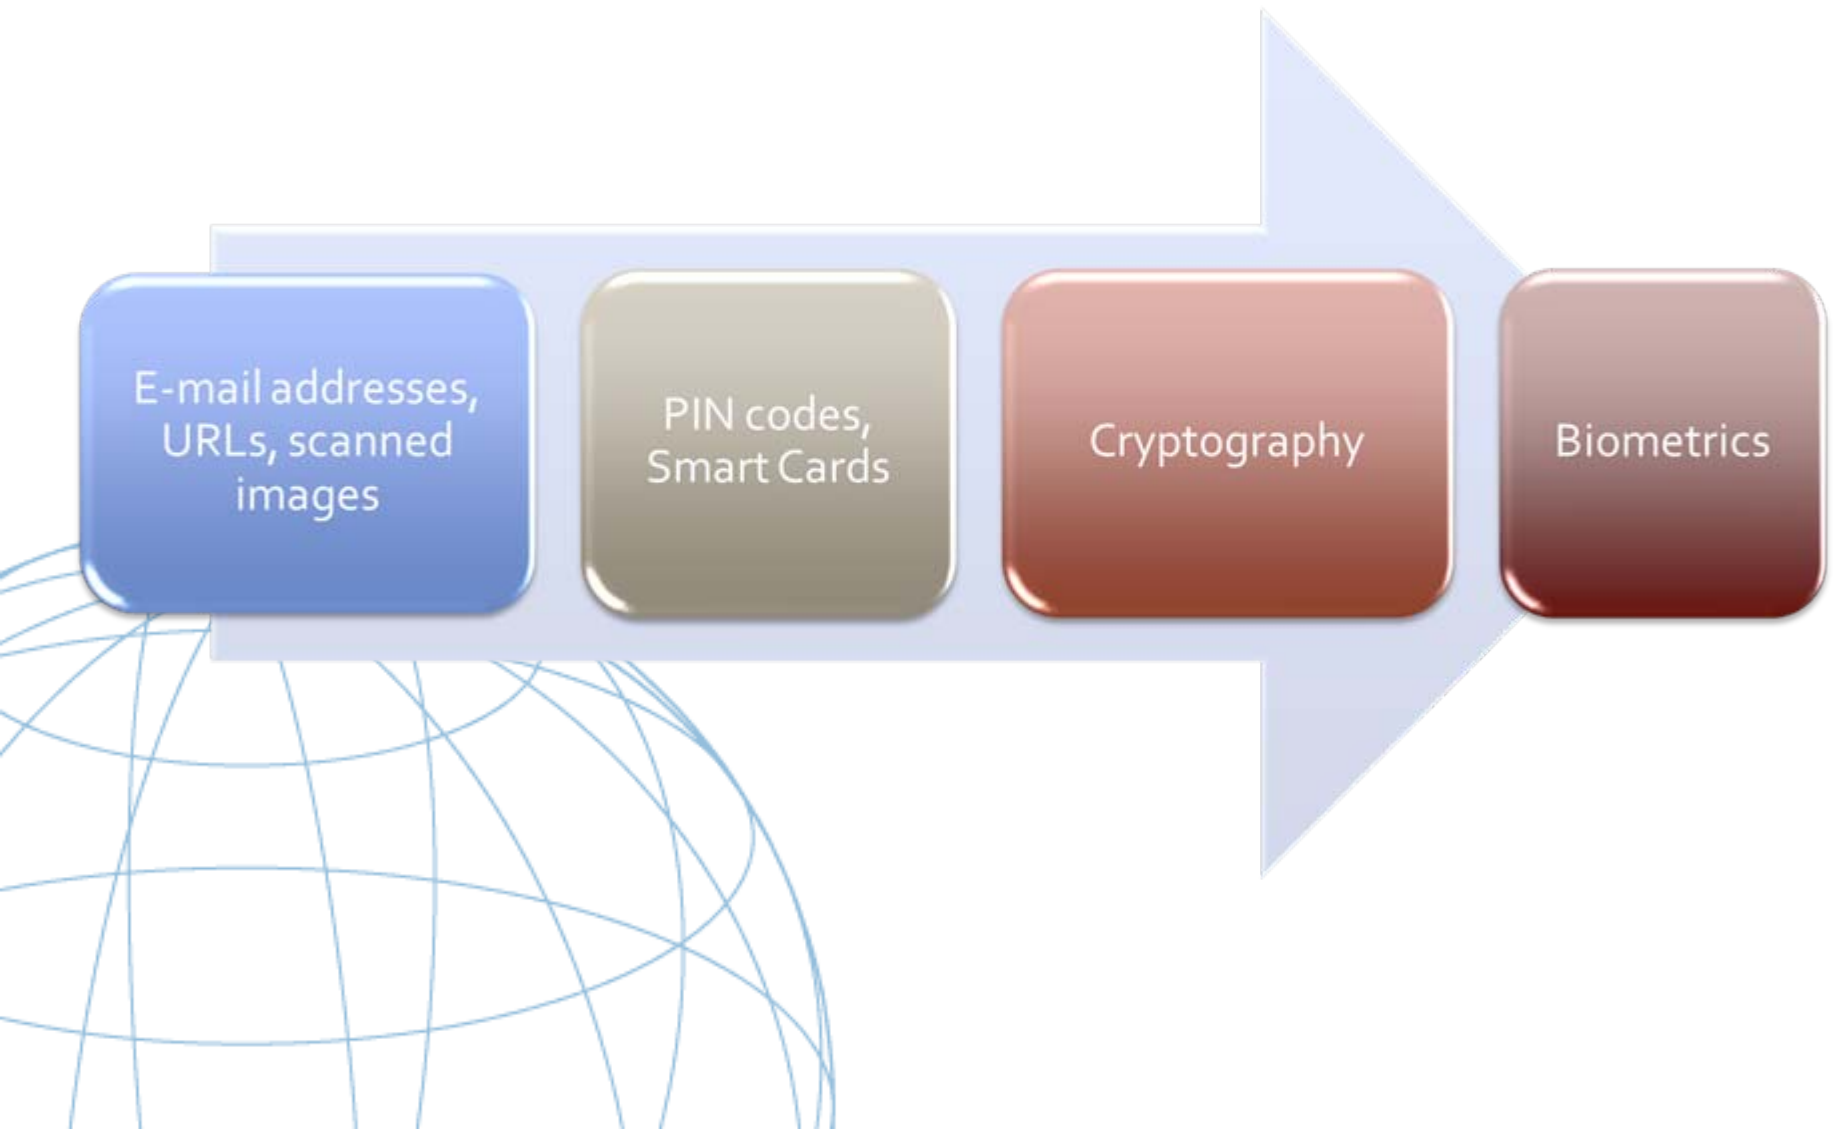 E-mail addresses,
URLs, scanned
images
PIN codes,
Smart Cards
Cryptography
Biometrics